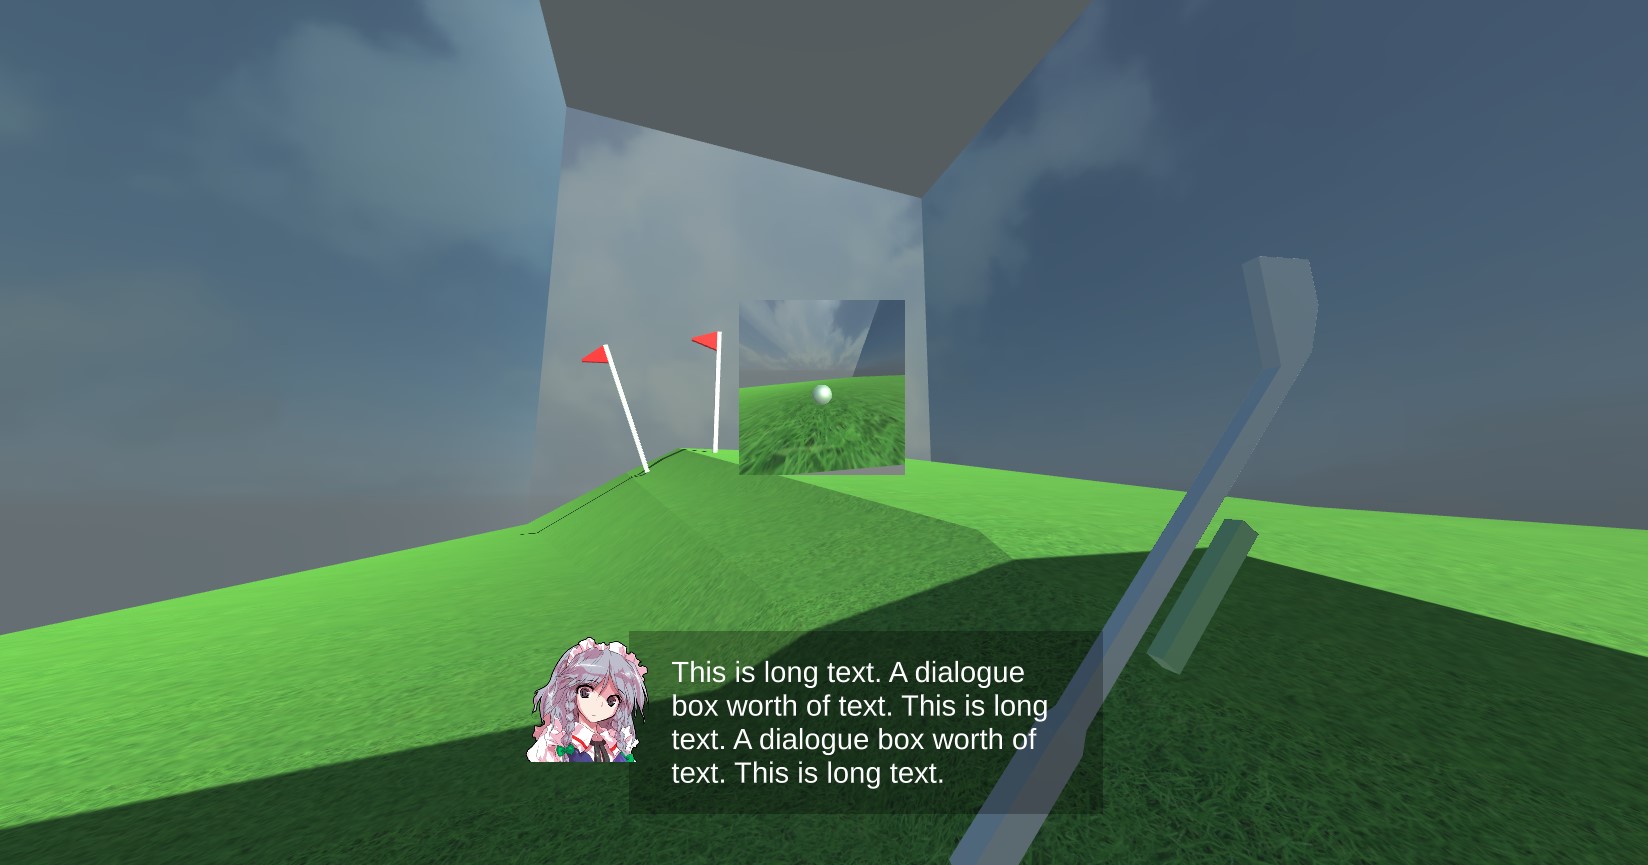 This is long text. A dialogue
box worth of text. This is long
text. A dialogue box worth of
text. This is long text.